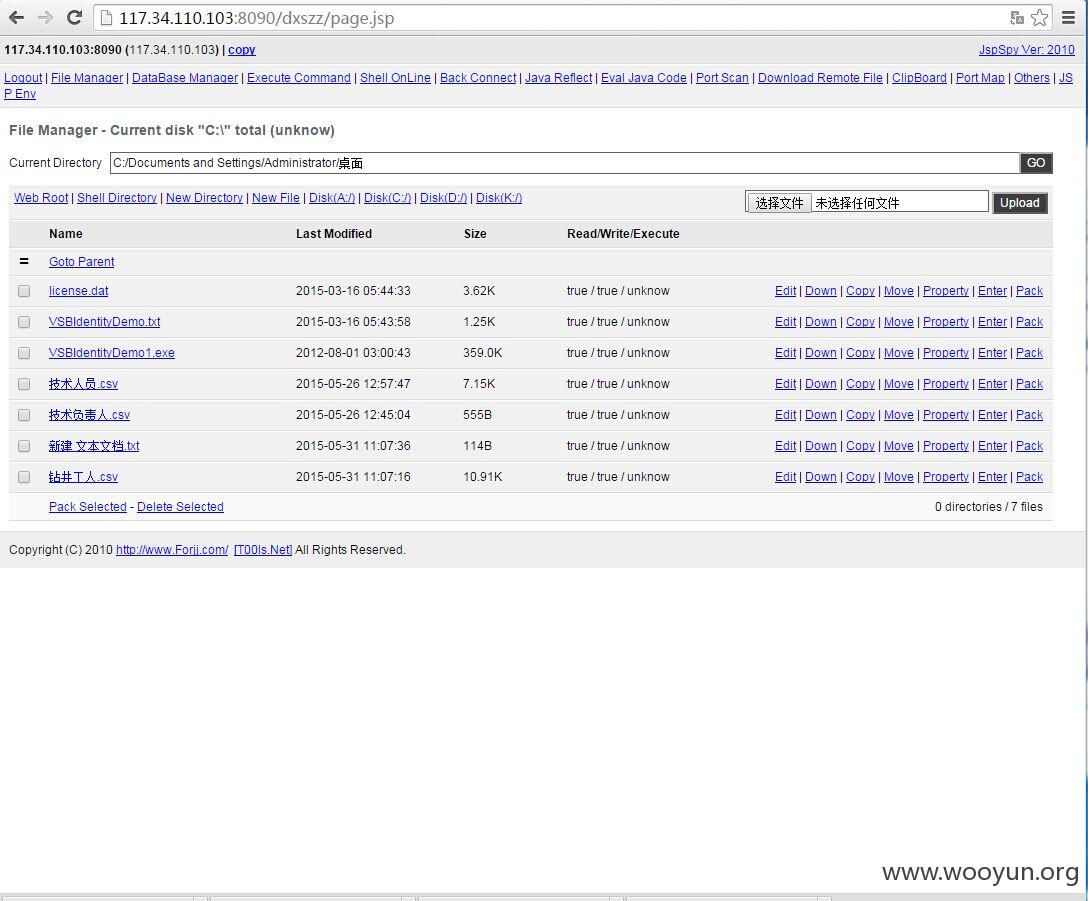 117.34.110.103:8090/dxszz/page.jsp
117.34.110.103:8090 (117.34.110.103) | copy JspSpy Ver: 2010
Logout | File Manager | DataBase Manager | Execute Command | Shell OnLine | Back Connect | Java Reflect | Eval Java Code | Port Scan | Download Remote File | ClipBoard | Port Map | Others | JS
P Env
File Manager - Current disk "C:\" total (unknow)
Current Directory C:/Documents and Settings/Administrator/桌面 GO
Web Root | Shell Directory | New Directory | New File | Disk(A:/) | Disk(C:/) | Disk(D:/) | Disk(K:/) 选择文件 未选择任何文件 Upload
Name Last Modified Size Read/Write/Execute
= Goto Parent
license.dat 2015-03-16 05:44:33 3.62K true / true / unknow Edit | Down | Copy | Move | Property | Enter | Pack
VSBIdentityDemo.txt 2015-03-16 05:43:58 1.25K true / true / unknow Edit | Down | Copy | Move | Property | Enter | Pack
VSBIdentityDemo1.exe 2012-08-01 03:00:43 359.0K true / true / unknow Edit | Down | Copy | Move | Property | Enter | Pack
技术人员.csv 2015-05-26 12:57:47 7.15K true / true / unknow Edit | Down | Copy | Move | Property | Enter | Pack
技术负责人.csv 2015-05-26 12:45:04 555B true / true / unknow Edit | Down | Copy | Move | Property | Enter | Pack
新建 文本文档.txt 2015-05-31 11:07:36 114B true / true / unknow Edit | Down | Copy | Move | Property | Enter | Pack
钻井工人.csv 2015-05-31 11:07:16 10.91K true / true / unknow Edit | Down | Copy | Move | Property | Enter | Pack
Pack Selected - Delete Selected 0 directories / 7 files
Copyright (C) 2010 http://www.Forjj.com/ [T00ls.Net] All Rights Reserved.
www.wooyun.org